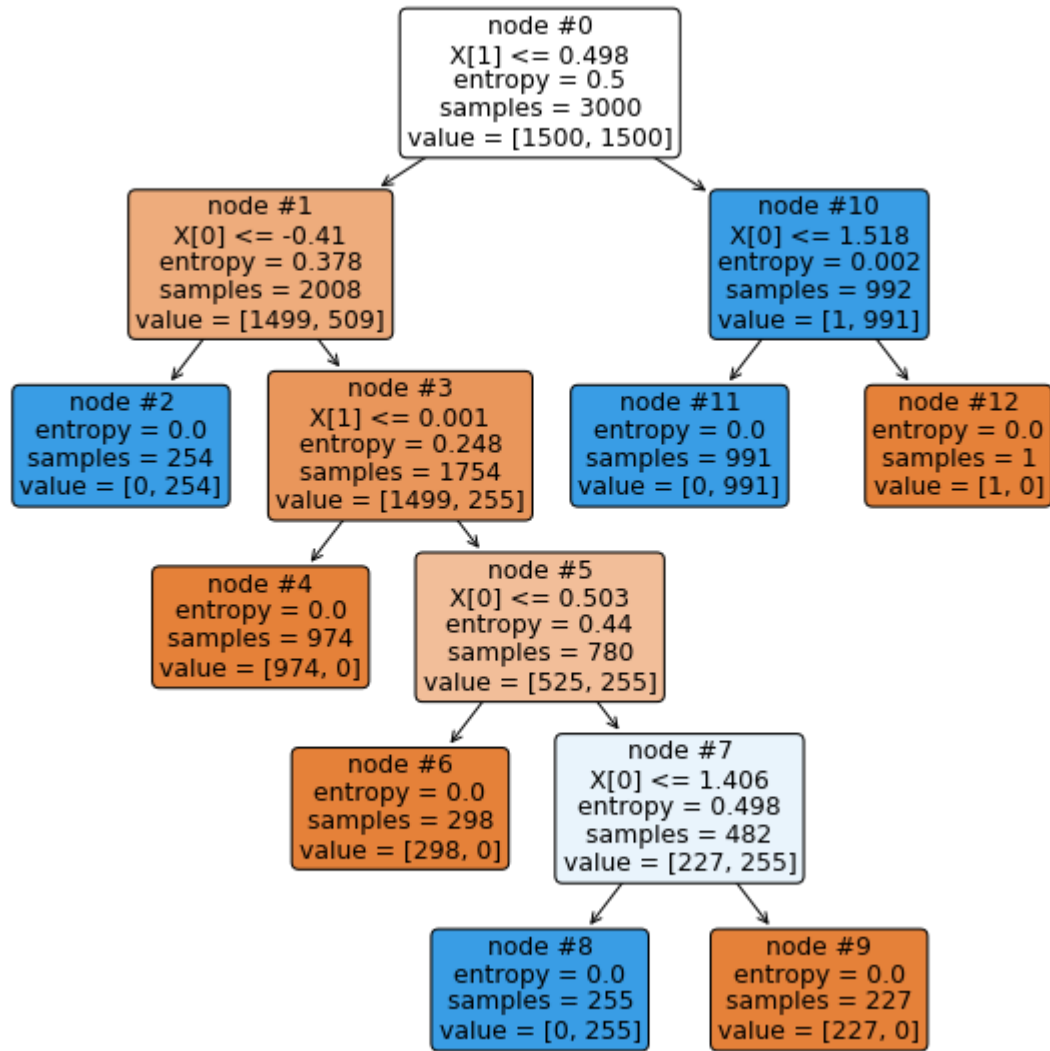 node #0
X[1] <= 0.498
entropy = 0.5
samples = 3000
value = [1500, 1500]
node #1
X[0] <= -0.41
entropy = 0.378
samples = 2008
value = [1499, 509]
node #10
X[0] <= 1.518
entropy = 0.002
samples = 992
value = [1, 991]
node #2
entropy = 0.0
samples = 254
value = [0, 254]
node #3
X[1] <= 0.001
entropy = 0.248
samples = 1754
value = [1499, 255]
node #11
entropy = 0.0
samples = 991
value = [0, 991]
node #12
entropy = 0.0
samples = 1
value = [1, 0]
node #4
entropy = 0.0
samples = 974
value = [974, 0]
node #5
X[0] <= 0.503
entropy = 0.44
samples = 780
value = [525, 255]
node #6
entropy = 0.0
samples = 298
value = [298, 0]
node #7
X[0] <= 1.406
entropy = 0.498
samples = 482
value = [227, 255]
node #8
entropy = 0.0
samples = 255
value = [0, 255]
node #9
entropy = 0.0
samples = 227
value = [227, 0]